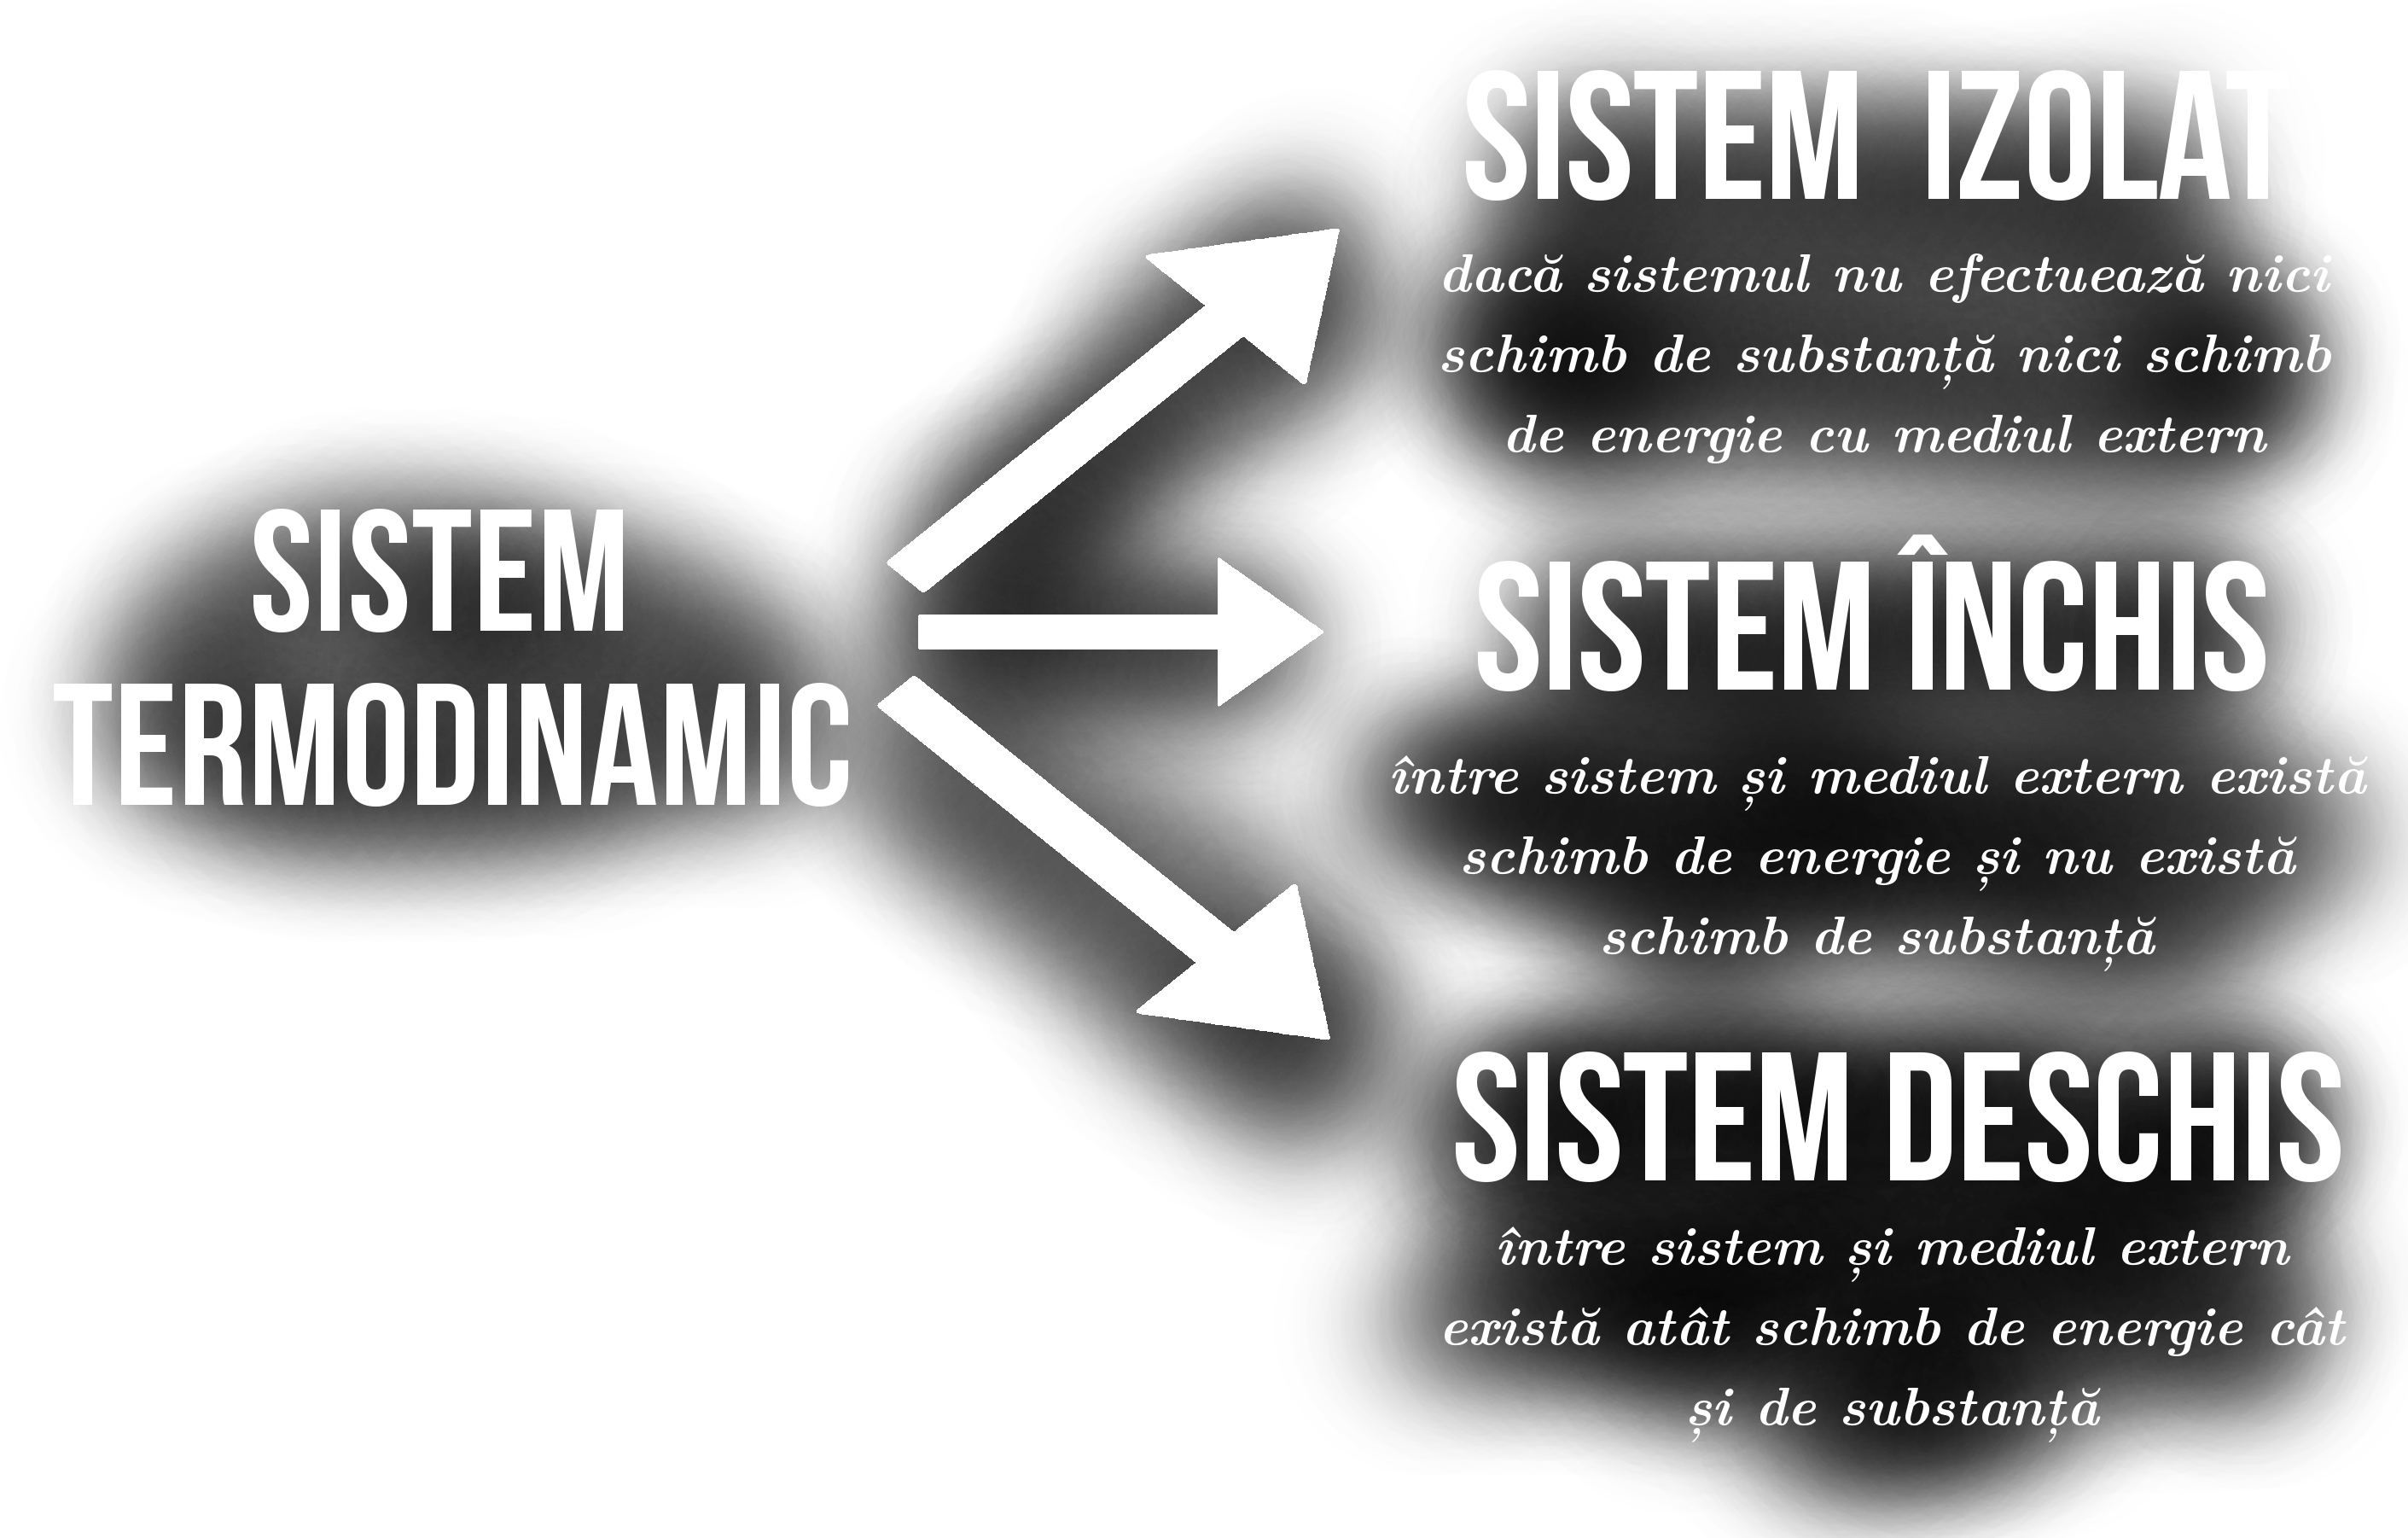 SISTEM
TERMODINAMIC
SISTEM IZOLAT
dacă sistemul nu efectuează nici
schimb de substanță nici schimb
de energie cu mediul extern
SISTEM ÎNCHIS
între sistem și mediul extern există
schimb de energie și nu există
schimb de substanță
SISTEM DESCHIS
între sistem și mediul extern
există atât schimb de energie cât
și de substanță